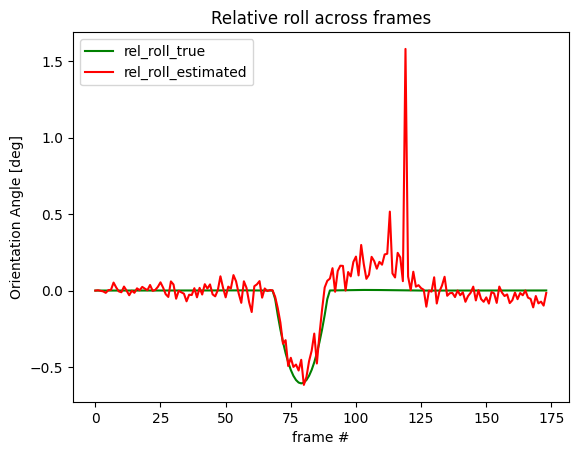 Relative roll across frames
rel_roll_true
rel_roll_estimated
Orientation Angle [deg]
1.5
1.0
0.5
0.0
−0.5
0 25 50 75 100 125 150 175
frame #